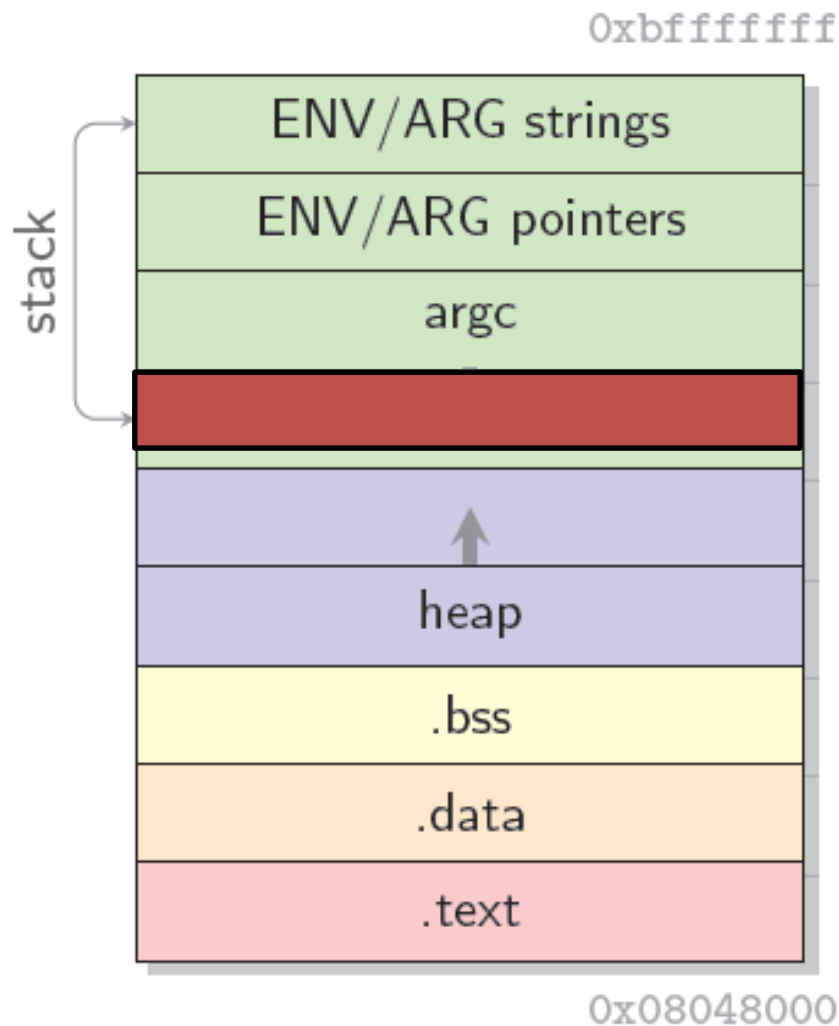 0xbfffffff
ENV/ARG strings
ENV/ARG pointers
stack
argc
heap
.bss
.data
.text
0x08048000